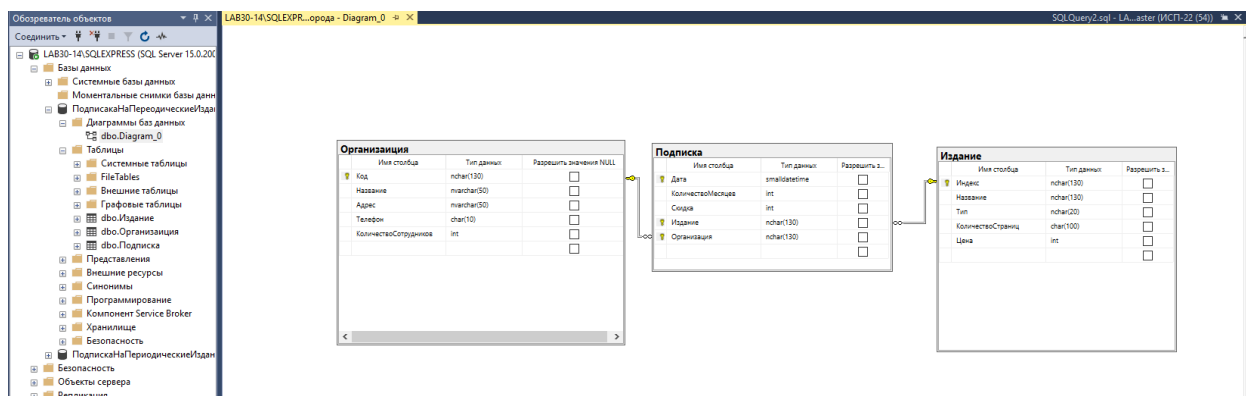 Обозреватель объектов
LAB30-14\SQLEXPR...орода - Diagram_0
SQLQuery2.sql - LA...aster (ИСП-22 (54))
Соединить
LAB30-14\SQLEXPRESS (SQL Server 15.0.200
Базы данных
Системные базы данных
Моментальные снимки базы данн
ПодписакаНаПереодическиеИзда
Диаграммы баз данных
dbo.Diagram_0
Таблицы
Системные таблицы
FileTables
Внешние таблицы
Графовые таблицы
dbo.Издание
dbo.Организаиция
dbo.Подписка
Представления
Внешние ресурсы
Синонимы
Программирование
Компонент Service Broker
Хранилище
Безопасность
ПодпискаНаПериодическиеИздан
Безопасность
Объекты сервера
Репликация
Организаиция
Имя столбца Тип данных Разрешить значения NULL
Код nchar(130)
Название nvarchar(50)
Адрес nvarchar(50)
Телефон char(10)
КоличествоСотрудников int
Подписка
Имя столбца Тип данных Разрешить з...
Дата smalldatetime
КоличествоМесяцев int
Скидка int
Издание nchar(130)
Организация nchar(130)
Издание
Имя столбца Тип данных Разрешить з...
Индекс nchar(130)
Название nchar(130)
Тип nchar(20)
КоличествоСтраниц char(100)
Цена int